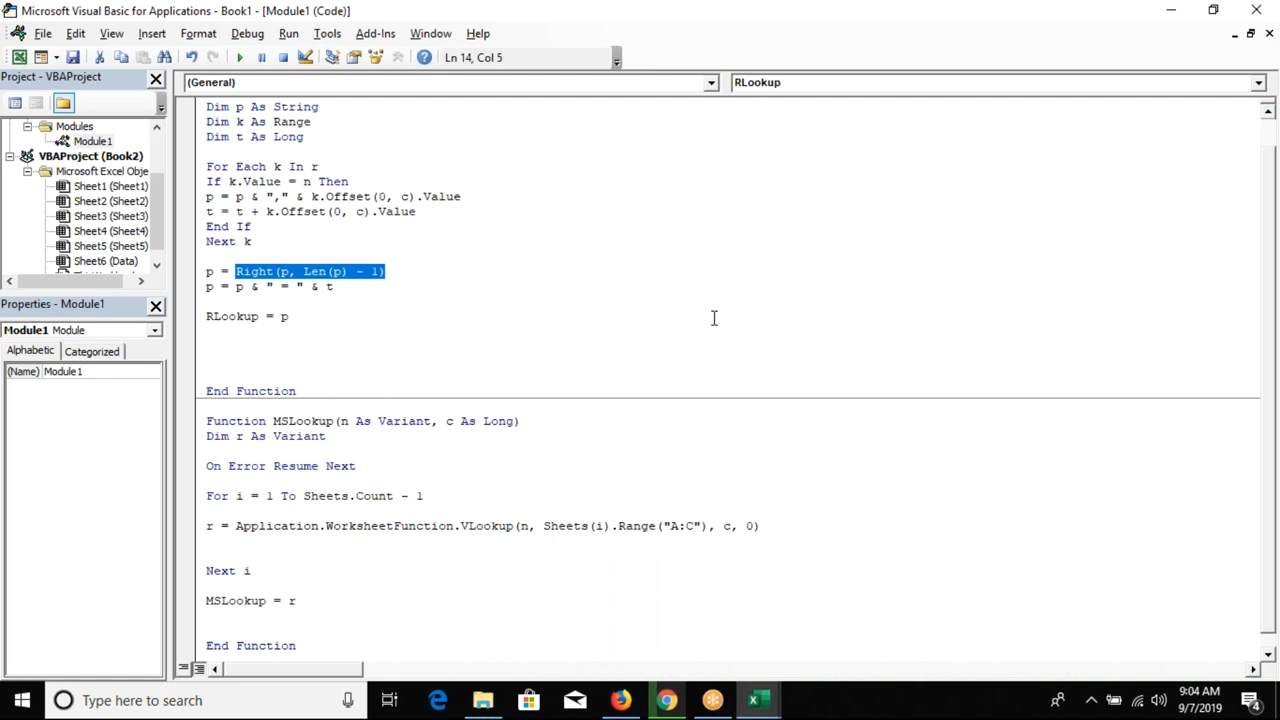 Microsoft Visual Basic for Applications - Book1 - [Module1 (Code)]
File Edit View Insert Format Debug Run Tools Add-Ins Window Help
Ln 14, Col 5
Project - VBAProject
(General) RLookup
Modules
Module1
VBAProject (Book2)
Microsoft Excel Obje
Sheet1 (Sheet1)
Sheet2 (Sheet2)
Sheet3 (Sheet3)
Sheet4 (Sheet4)
Sheet5 (Sheet5)
Sheet6 (Data)
Properties - Module1
Module1 Module
Alphabetic Categorized
(Name) Module1
Dim p As String
Dim k As Range
Dim t As Long
For Each k In r
If k.Value = n Then
p = p & "," & k.Offset(0, c).Value
t = t + k.Offset(0, c).Value
End If
Next k
p = Right(p, Len(p) - 1)
p = p & " = " & t
RLookup = p
End Function
Function MSLookup(n As Variant, c As Long)
Dim r As Variant
On Error Resume Next
For i = 1 To Sheets.Count - 1
r = Application.WorksheetFunction.VLookup(n, Sheets(i).Range("A:C"), c, 0)
Next i
MSLookup = r
End Function
Type here to search
9:04 AM
9/7/2019
4